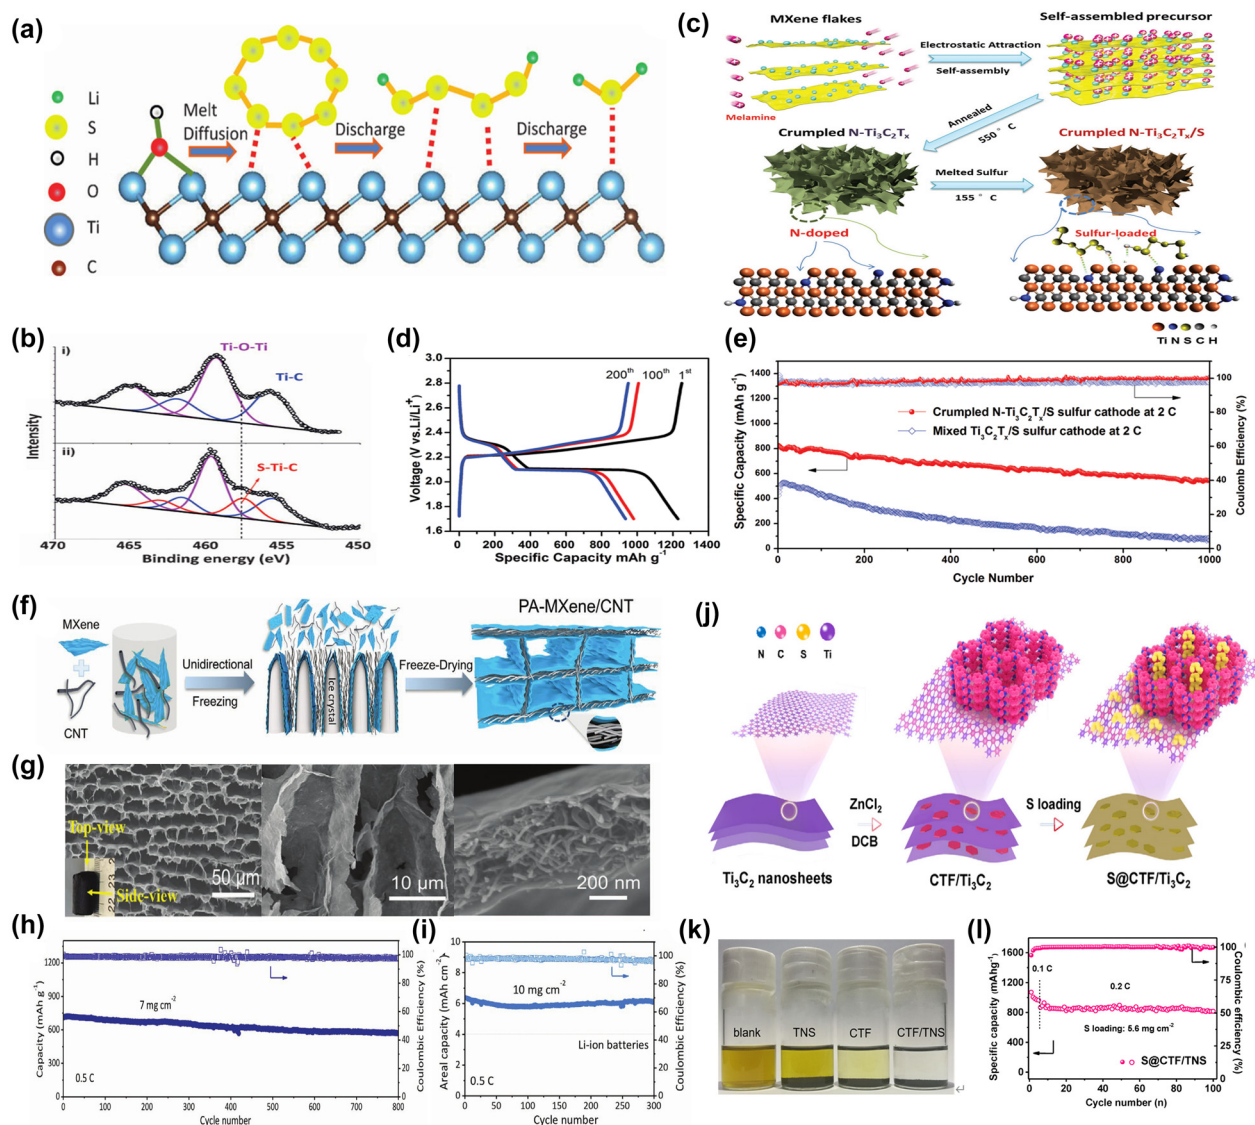 (a)
Li
S
H
O
Ti
C
Melt
Diffusion
Discharge
Discharge
(b)
i)
Ti-O-Ti
Ti-C
ii)
S-Ti-C
Intensity
470 465 460 455 450
Binding energy (eV)
(c)
MXene flakes
Self-assembled precursor
Electrostatic Attraction
Self-assembly
Melamine
Annealed
550° C
Crumpled N-Ti₃C₂Tₓ
Crumpled N-Ti₃C₂Tₓ/S
Melted Sulfur
155 ° C
N-doped
Sulfur-loaded
Ti N S C H
(d)
3.0
2.8
2.6
2.4
2.2
2.0
1.8
1.6
Voltage (V vs.Li/Li⁺)
200ᵗʰ 100ᵗʰ 1ˢᵗ
0 200 400 600 800 1000 1200 1400
Specific Capacity mAh g⁻¹
(e)
1400
1200
1000
800
600
400
200
0
Specific Capacity (mAh g⁻¹)
Crumpled N-Ti₃C₂Tₓ/S sulfur cathode at 2 C
Mixed Ti₃C₂Tₓ/S sulfur cathode at 2 C
100
80
60
40
20
0
Coulomb Efficiency (%)
0 200 400 600 800 1000
Cycle Number
(f)
MXene
CNT
Unidirectional
Freezing
Ice crystal
Freeze-Drying
PA-MXene/CNT
(g)
Top-view
Side-view
22 23
50 μm
10 μm
200 nm
(h)
1200
900
600
300
0
Capacity (mAh g⁻¹)
7 mg cm⁻²
0.5 C
100
80
60
40
20
0
Coulombic Efficiency (%)
0 100 200 300 400 500 600 700 800
Cycle number
(i)
10
8
6
4
2
0
Areal capacity (mAh cm⁻²)
10 mg cm⁻²
Li-ion batteries
0.5 C
100
80
60
40
20
0
Coulombic Efficiency (%)
0 50 100 150 200 250 300
Cycle number
(j)
N C S Ti
ZnCl₂
DCB
S loading
Ti₃C₂ nanosheets
CTF/Ti₃C₂
S@CTF/Ti₃C₂
(k)
blank
TNS
CTF
CTF/TNS
(l)
1600
1200
800
400
0
Specific capacity (mAhg⁻¹)
0.1 C
0.2 C
S loading: 5.6 mg cm⁻²
S@CTF/TNS
100
75
50
25
0
Coulombic efficiency (%)
0 20 40 60 80 100
Cycle number (n)